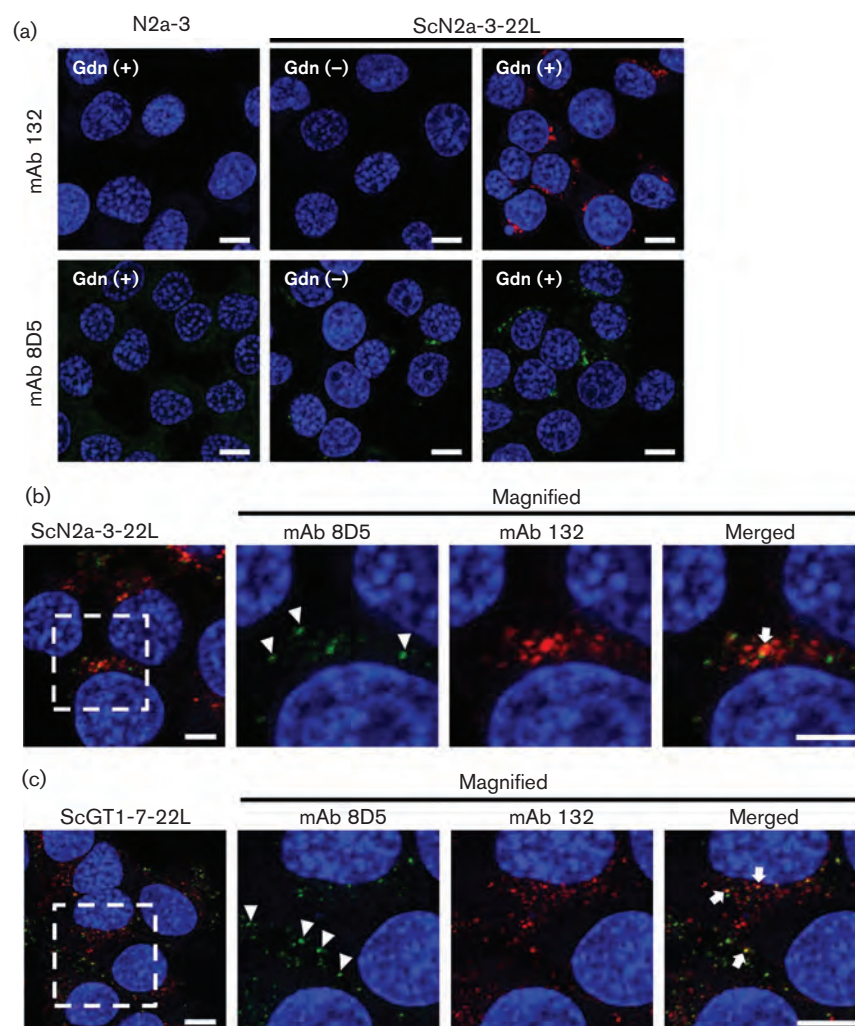 (a)
N2a-3
ScN2a-3-22L
mAb 132
Gdn (+)
Gdn (–)
Gdn (+)
mAb 8D5
Gdn (+)
Gdn (–)
Gdn (+)
(b)
Magnified
ScN2a-3-22L
mAb 8D5
mAb 132
Merged
(c)
Magnified
ScGT1-7-22L
mAb 8D5
mAb 132
Merged